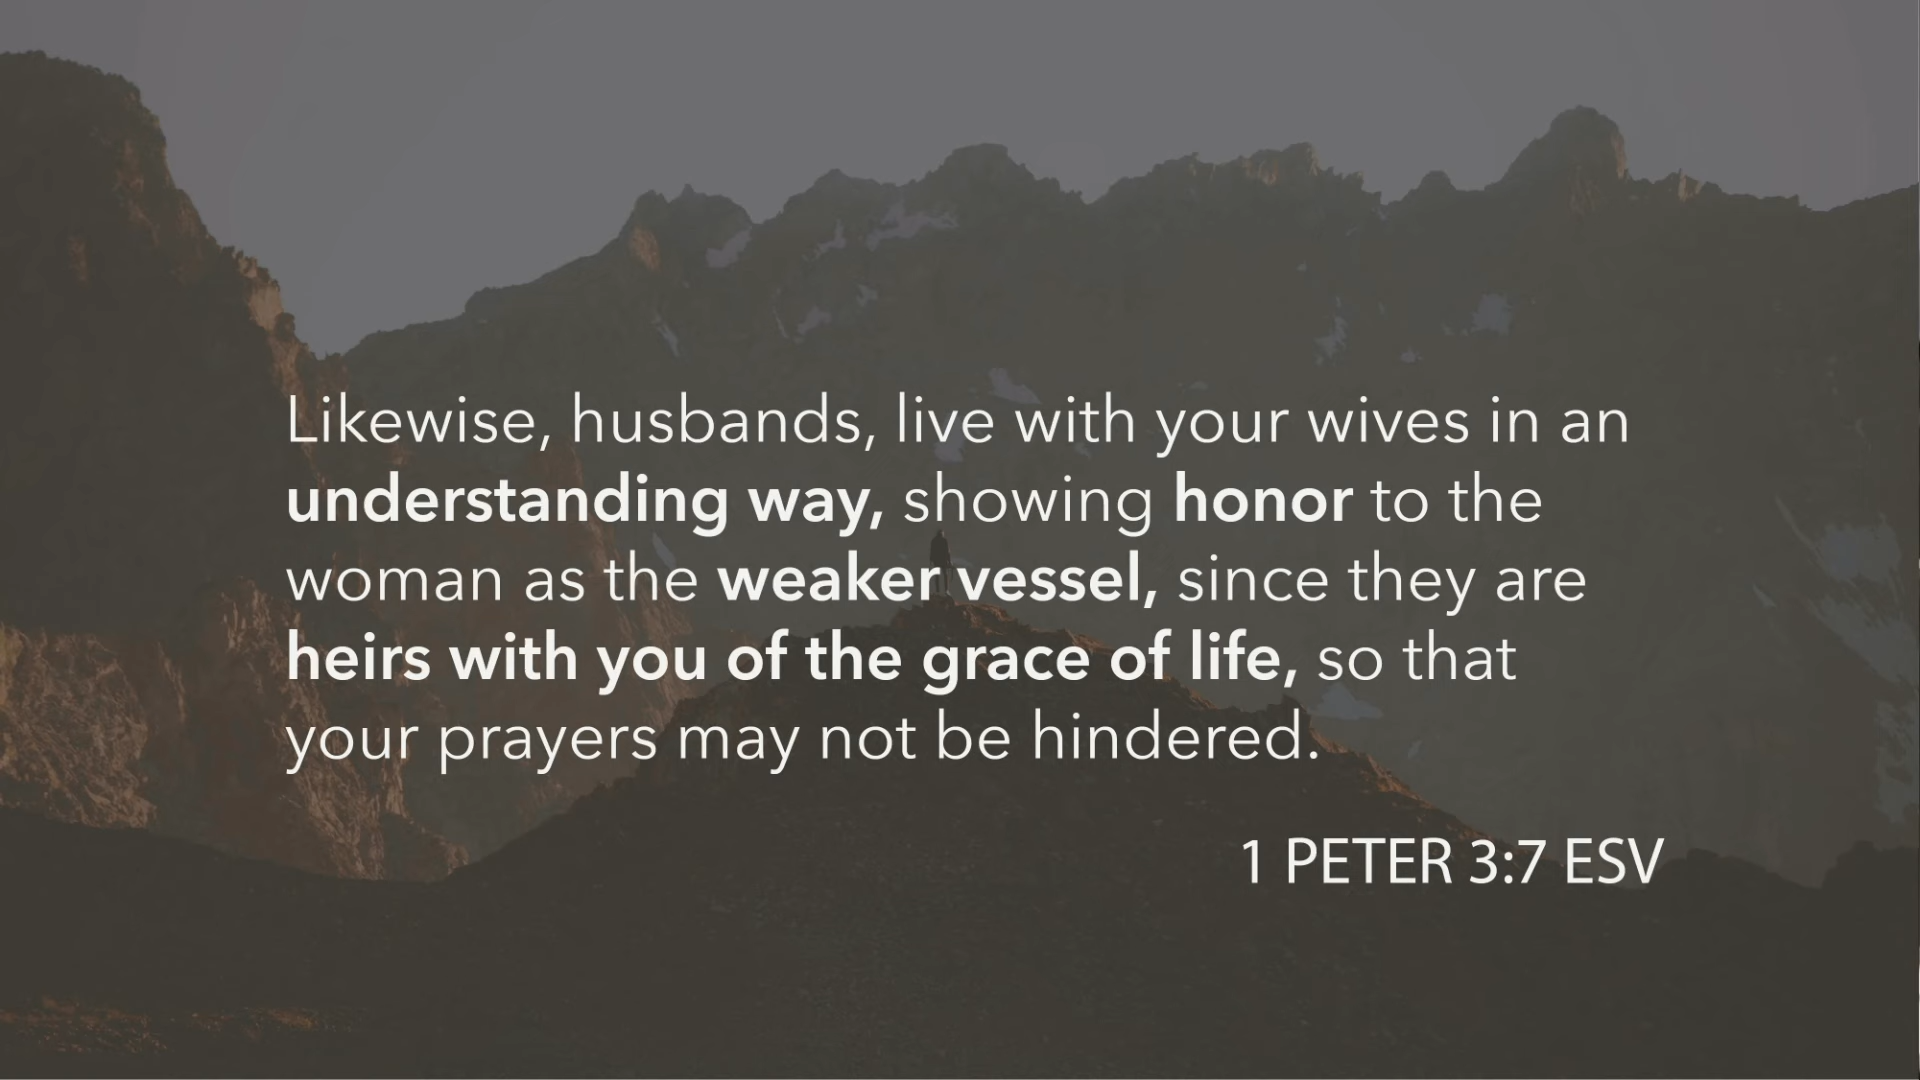 Likewise, husbands, live with your wives in an
understanding way, showing honor to the
woman as the weaker vessel, since they are
heirs with you of the grace of life, so that
your prayers may not be hindered.
1 PETER 3:7 ESV